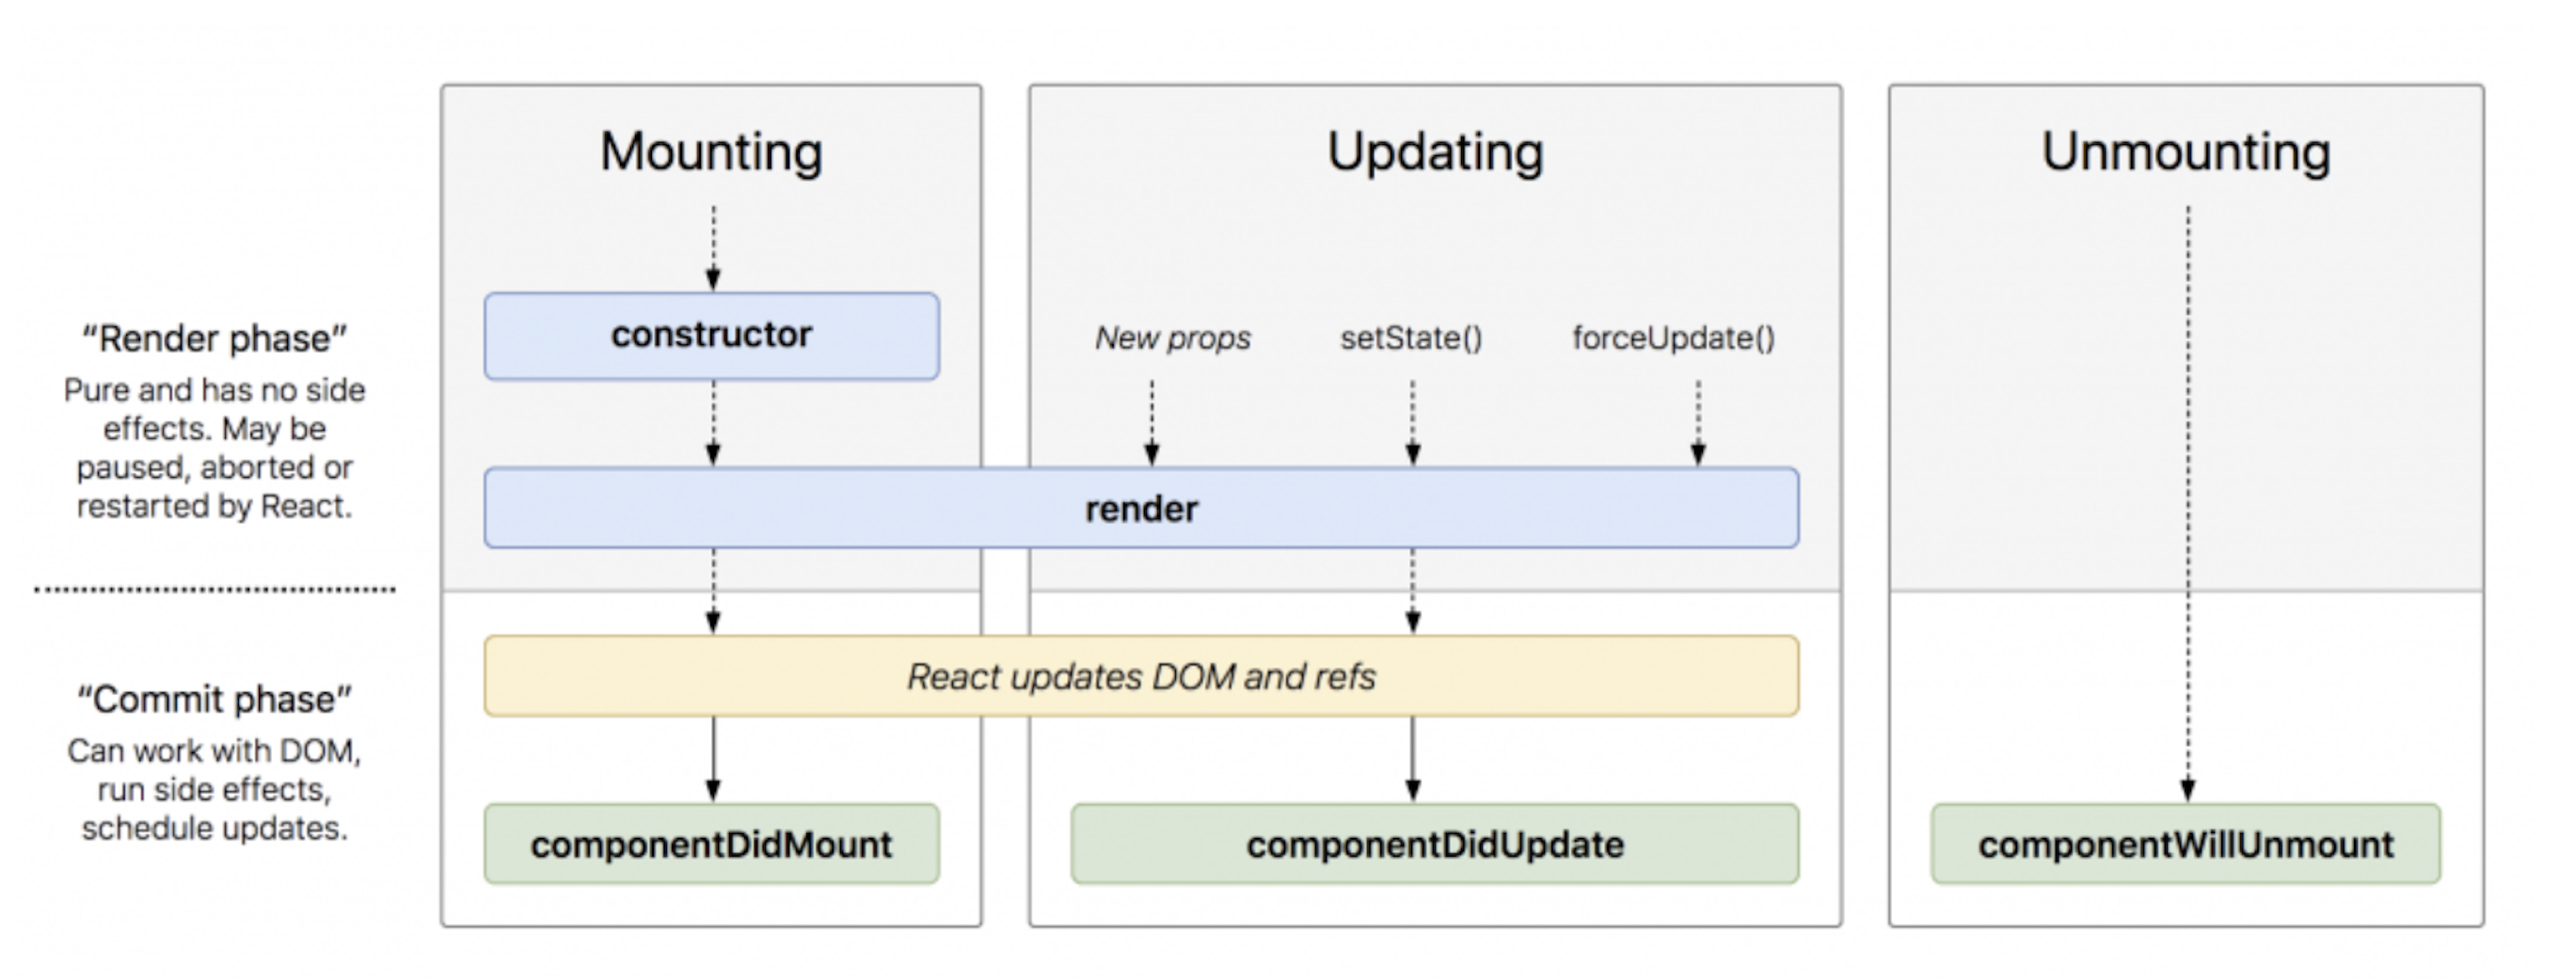 Mounting
Updating
Unmounting
“Render phase”
Pure and has no side
effects. May be
paused, aborted or
restarted by React.
constructor
New props
setState()
forceUpdate()
render
“Commit phase”
Can work with DOM,
run side effects,
schedule updates.
React updates DOM and refs
componentDidMount
componentDidUpdate
componentWillUnmount